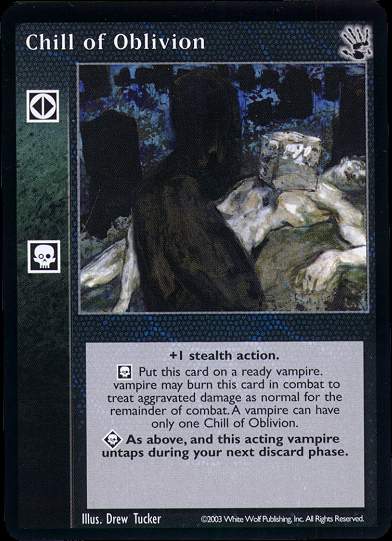 Chill of Oblivion
+1 stealth action.
Put this card on a ready vampire.
vampire may burn this card in combat to
treat aggravated damage as normal for the
remainder of combat. A vampire can have
only one Chill of Oblivion.
As above, and this acting vampire
untaps during your next discard phase.
Illus. Drew Tucker
©2003 White Wolf Publishing, Inc. All Rights Reserved.